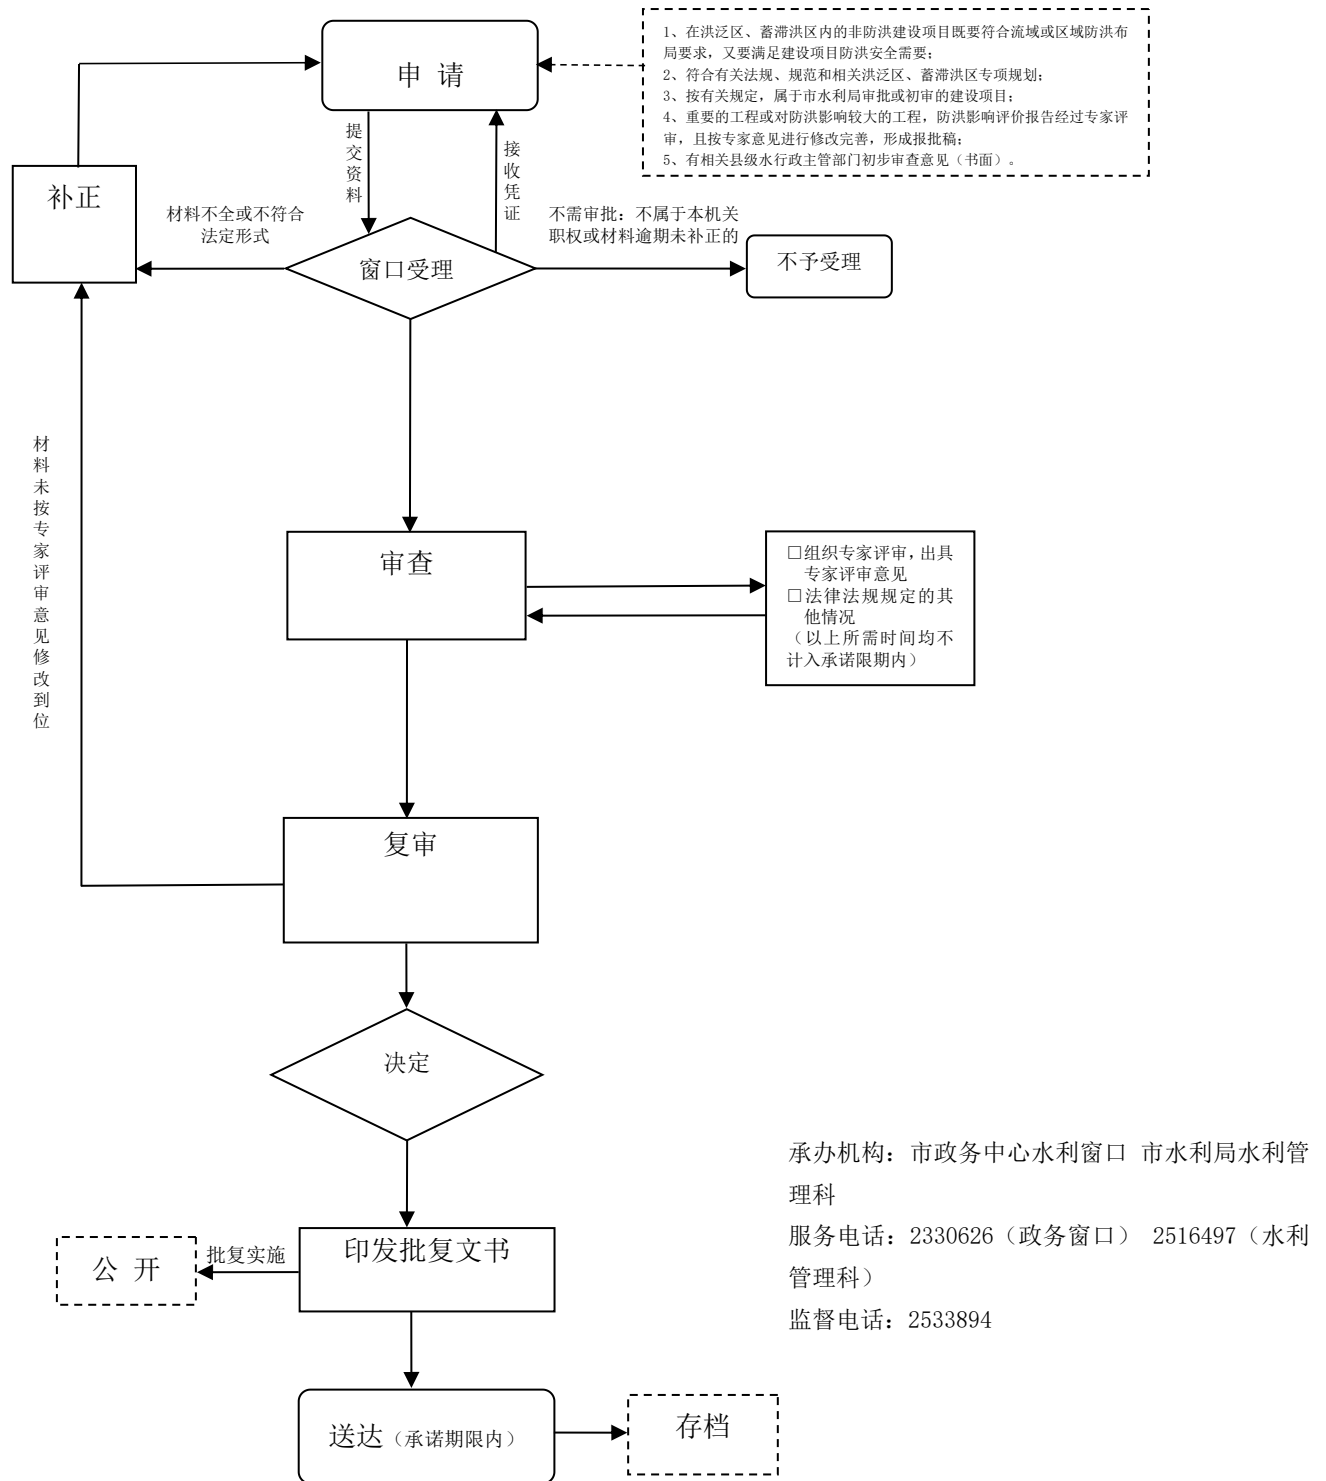 1、在洪泛区、蓄滞洪区内的非防洪建设项目既要符合流域或区域防洪布
局要求，又要满足建设项目防洪安全需要；
2、符合有关法规、规范和相关洪泛区、蓄滞洪区专项规划；
3、按有关规定，属于市水利局审批或初审的建设项目；
4、重要的工程或对防洪影响较大的工程，防洪影响评价报告经过专家评
审，且按专家意见进行修改完善，形成报批稿；
5、有相关县级水行政主管部门初步审查意见（书面）。
申 请
提交资料
接收凭证
补正
材料不全或不符合
法定形式
窗口受理
不需审批：不属于本机关
职权或材料逾期未补正的
不予受理
材料未按专家评审意见修改到位
审查
□组织专家评审，出具
专家评审意见
□法律法规规定的其
他情况
（以上所需时间均不
计入承诺限期内）
复审
决定
承办机构：市政务中心水利窗口 市水利局水利管
理科
服务电话：2330626（政务窗口） 2516497（水利
管理科）
监督电话：2533894
公 开
批复实施
印发批复文书
送达（承诺期限内）
存档